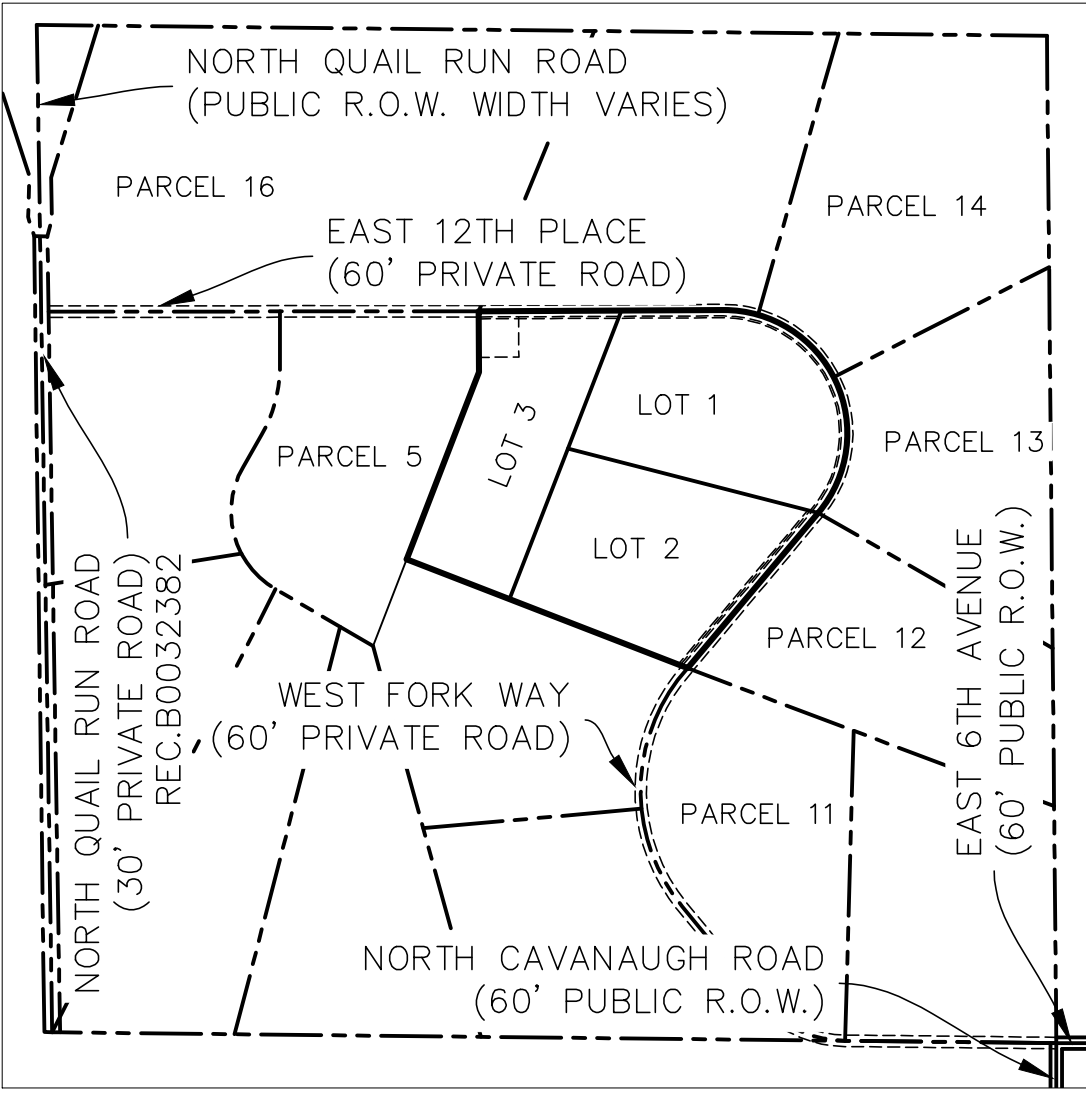 NORTH QUAIL RUN ROAD
(PUBLIC R.O.W. WIDTH VARIES)
PARCEL 16
PARCEL 14
EAST 12TH PLACE
(60' PRIVATE ROAD)
LOT 1
LOT 3
PARCEL 13
PARCEL 5
LOT 2
EAST 6TH AVENUE
(60' PUBLIC R.O.W.)
NORTH QUAIL RUN ROAD
(30' PRIVATE ROAD)
REC.B0032382
PARCEL 12
WEST FORK WAY
(60' PRIVATE ROAD)
PARCEL 11
NORTH CAVANAUGH ROAD
(60' PUBLIC R.O.W.)